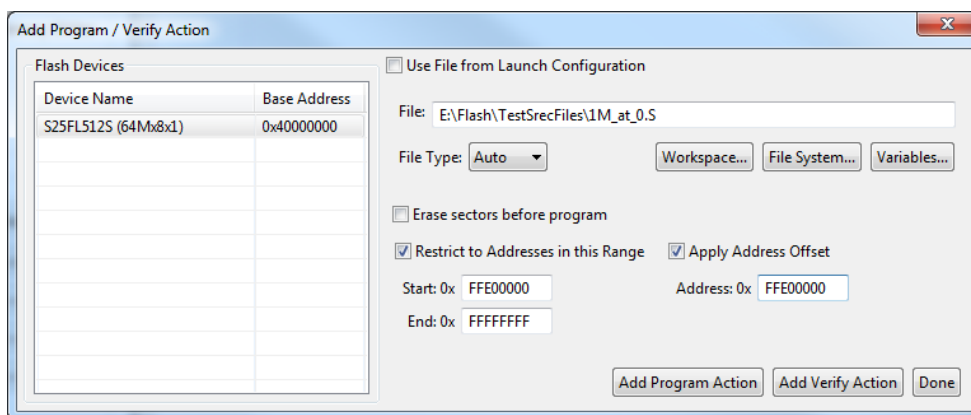 Add Program / Verify Action
x
Flash Devices
Device Name Base Address
S25FL512S (64Mx8x1) 0x40000000
Use File from Launch Configuration
File: E:\Flash\TestSrecFiles\1M_at_0.S
File Type: Auto Workspace... File System... Variables...
Erase sectors before program
Restrict to Addresses in this Range Apply Address Offset
Start: 0x FFE00000 Address: 0x FFE00000
End: 0x FFFFFFFF
Add Program Action Add Verify Action Done